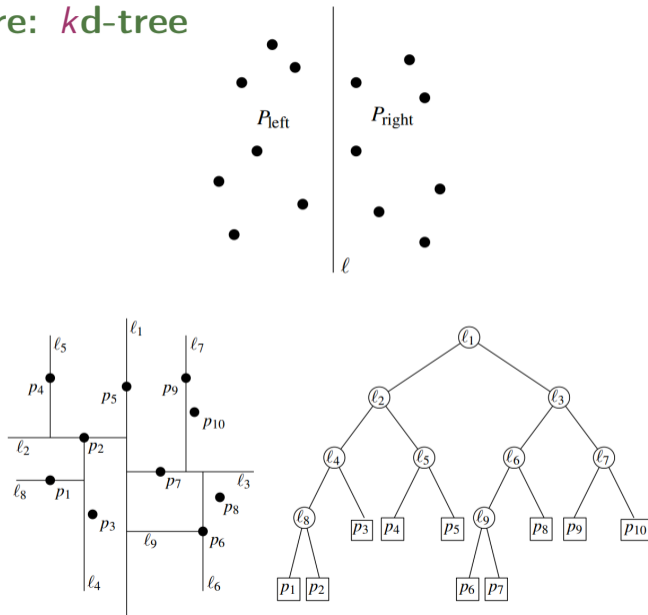 re: kd-tree
P_left P_right
ℓ
ℓ1
ℓ5 ℓ7
p4 p5 p9
p10
ℓ2 p2
p7 ℓ3
ℓ8 p1
p8
p3
ℓ9 p6
ℓ4 ℓ6
ℓ1
ℓ2 ℓ3
ℓ4 ℓ5 ℓ6 ℓ7
ℓ8 p3 p4 p5 ℓ9 p8 p9 p10
p1 p2 p6 p7